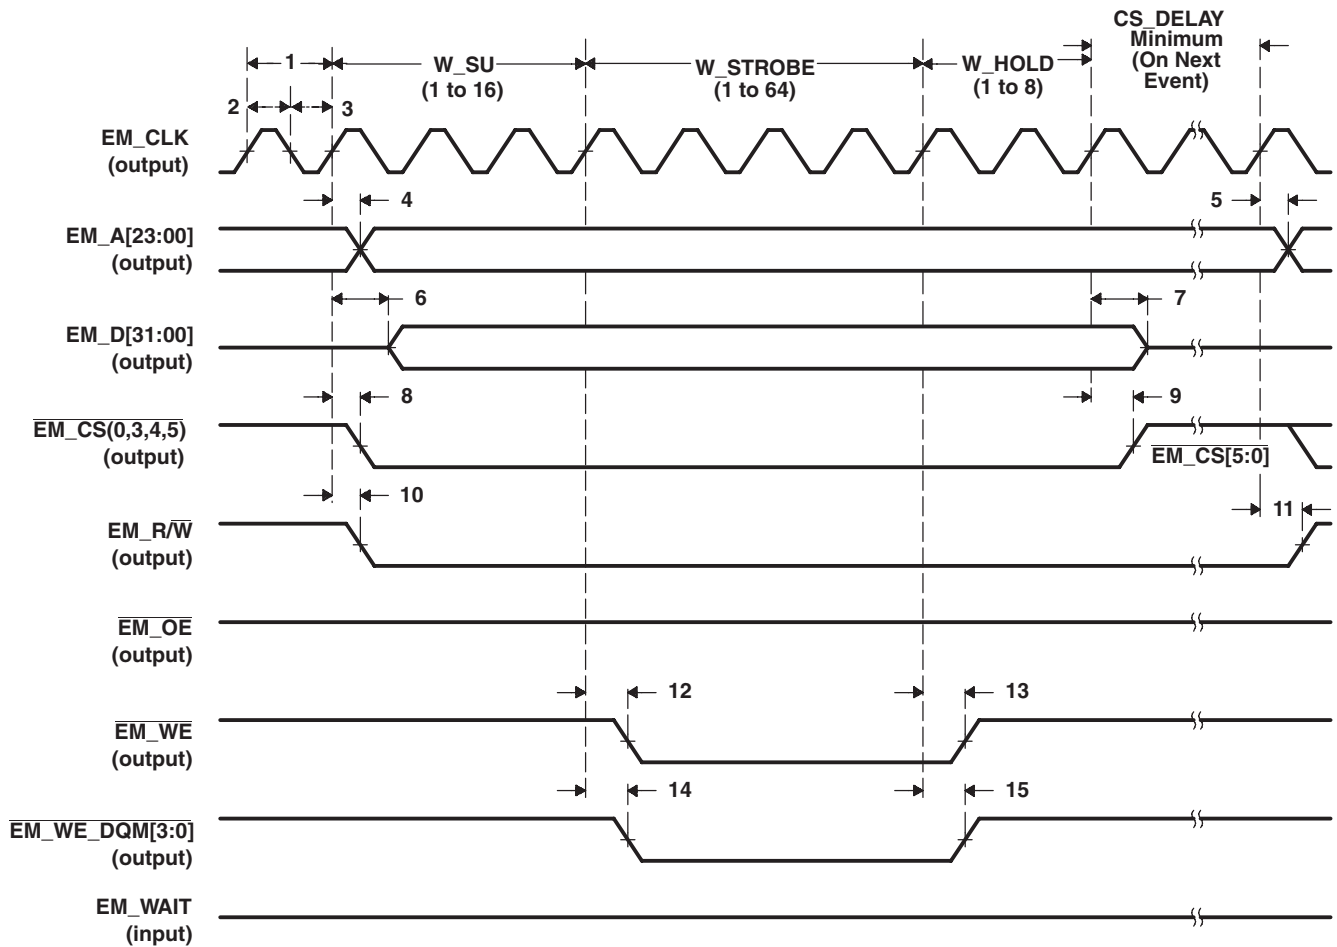 CS_DELAY
Minimum
(On Next
Event)
1
W_SU
(1 to 16)
W_STROBE
(1 to 64)
W_HOLD
(1 to 8)
2
3
EM_CLK
(output)
4
5
EM_A[23:00]
(output)
6
7
EM_D[31:00]
(output)
8
9
EM_CS(0,3,4,5)
(output)
EM_CS[5:0]
10
11
EM_R/W
(output)
EM_OE
(output)
12
13
EM_WE
(output)
14
15
EM_WE_DQM[3:0]
(output)
EM_WAIT
(input)